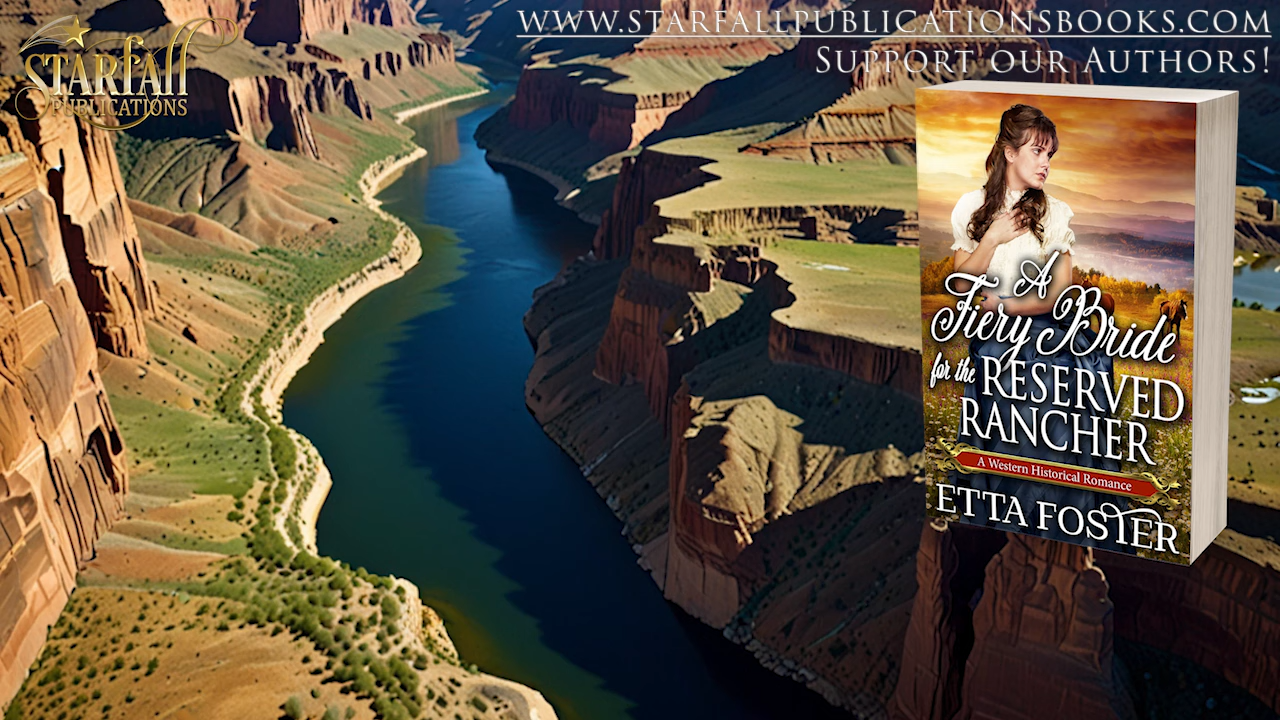 STARfall
PUBLICATIONS
WWW.STARFALLPUBLICATIONSBOOKS.COM
SUPPORT OUR AUTHORS!
A
Fiery Bride
for the RESERVED
RANCHER
A Western Historical Romance
ETTA FOSTER